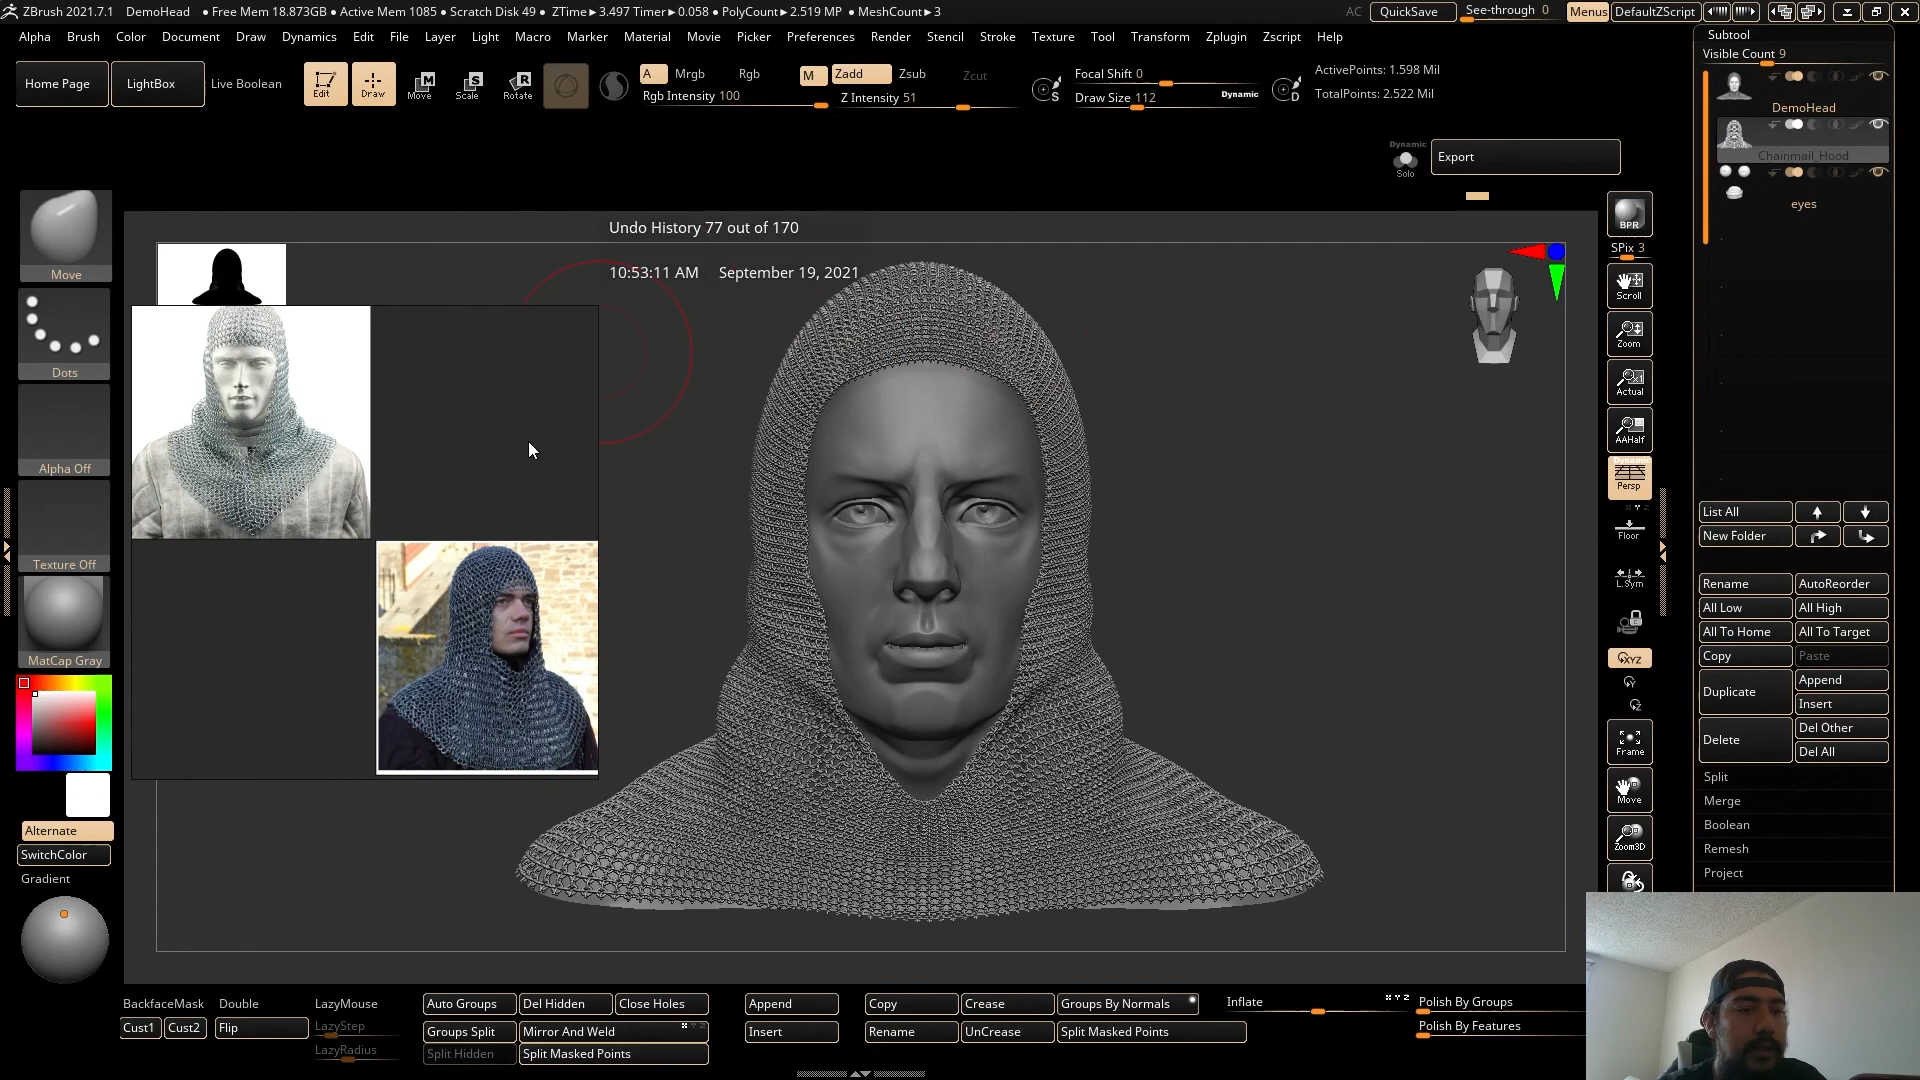 ZBrush 2021.7.1 DemoHead • Free Mem 18.873GB • Active Mem 1085 • Scratch Disk 49 • ZTime►3.497 Timer►0.058 • PolyCount►2.519 MP • MeshCount►3 AC QuickSave See-through 0 Menus DefaultZScript
Alpha Brush Color Document Draw Dynamics Edit File Layer Light Macro Marker Material Movie Picker Preferences Render Stencil Stroke Texture Tool Transform Zplugin Zscript Help
Home Page LightBox Live Boolean Edit Draw Move Scale Rotate
A Mrgb Rgb M Zadd Zsub Zcut
Rgb Intensity 100 Z Intensity 51
S Focal Shift 0 D
Draw Size 112 Dynamic
ActivePoints: 1.598 Mil
TotalPoints: 2.522 Mil
Dynamic
Solo
Export
Undo History 77 out of 170
10:53:11 AM September 19, 2021
Move
Dots
Alpha Off
Texture Off
MatCap Gray
Alternate
SwitchColor
Gradient
BPR
SPix 3
Scroll
Zoom
Actual
AAHalf
Dynamic
Persp
Floor
L.Sym
XYZ
Y
Z
Frame
Move
Zoom3D
Subtool
Visible Count 9
DemoHead
Chainmail_Hood
eyes
List All
New Folder
Rename AutoReorder
All Low All High
All To Home All To Target
Copy Paste
Duplicate Append
Insert
Delete Del Other
Del All
Split
Merge
Boolean
Remesh
Project
BackfaceMask Double LazyMouse
Cust1 Cust2 Flip LazyStep
LazyRadius
Auto Groups Del Hidden Close Holes
Groups Split Mirror And Weld
Split Hidden Split Masked Points
Append
Insert
Copy Crease Groups By Normals
Rename UnCrease Split Masked Points
Inflate
Polish By Groups
Polish By Features